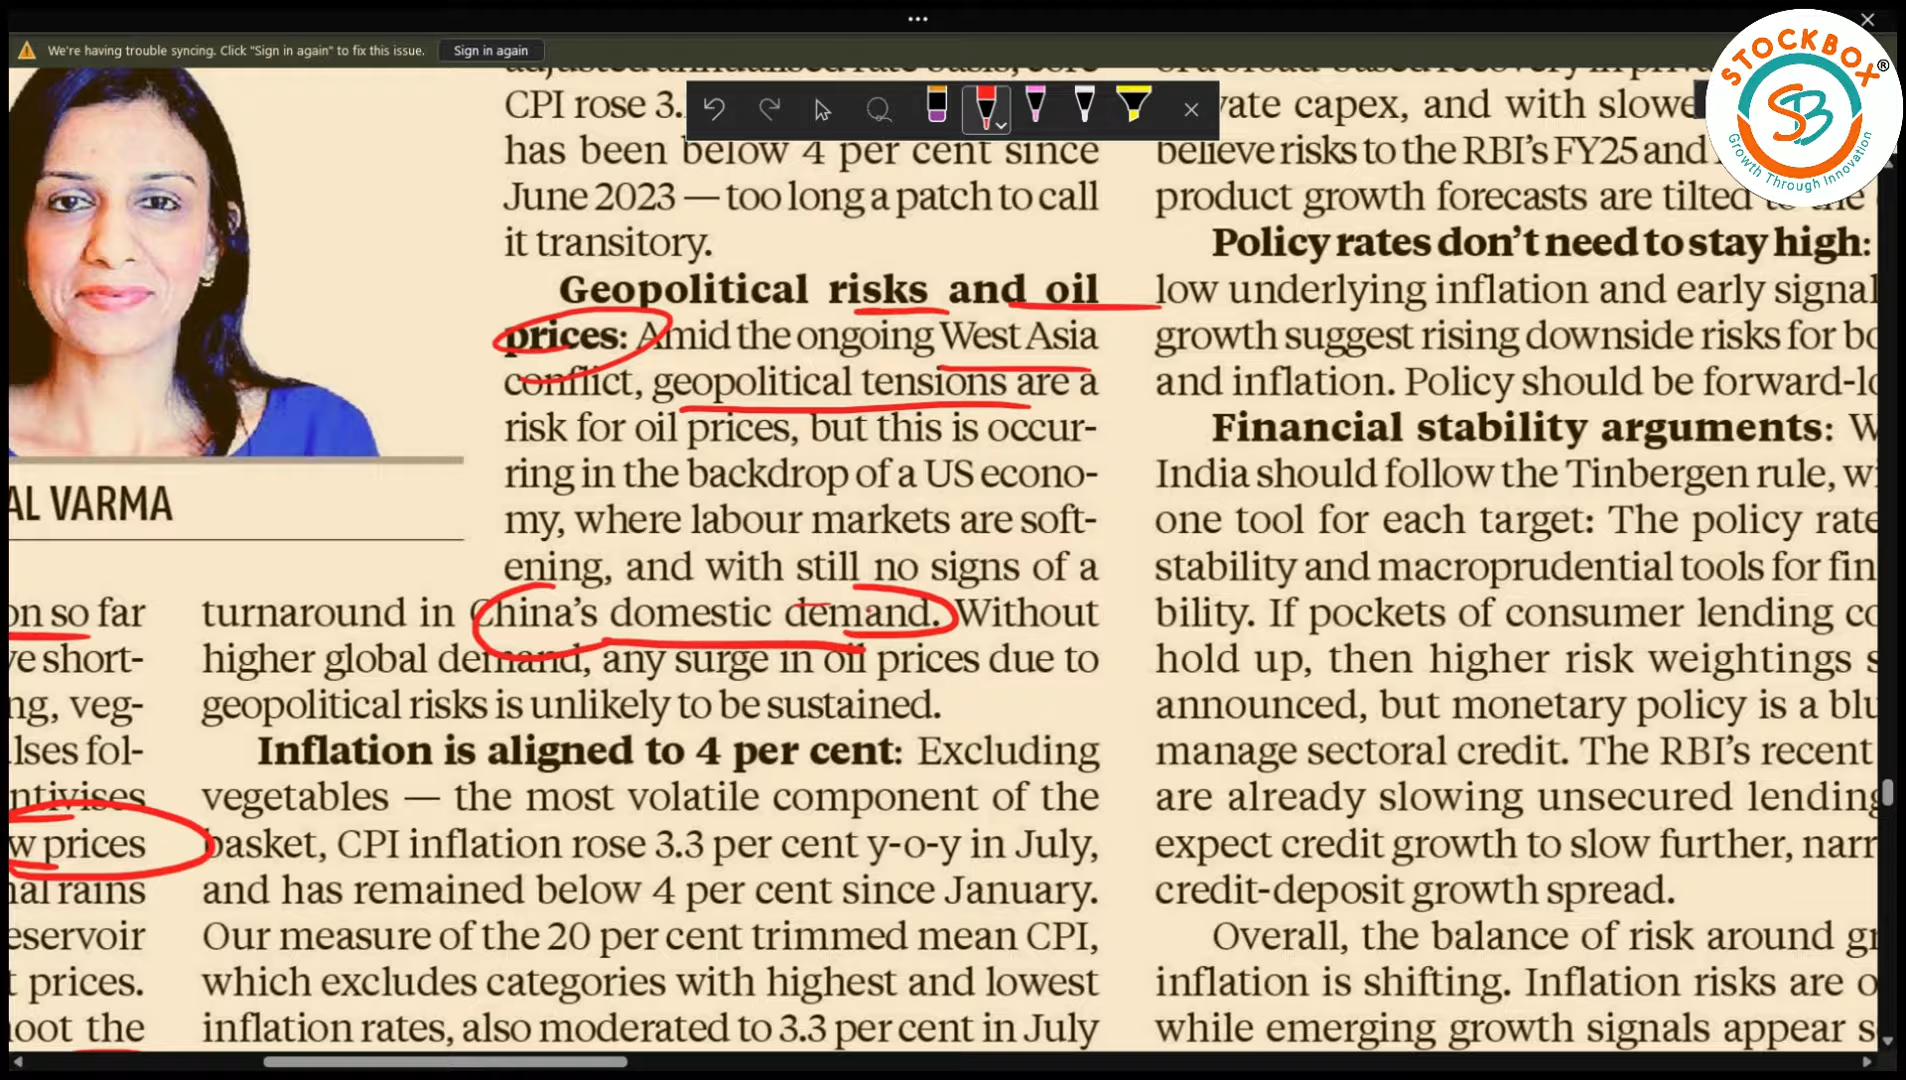 We're having trouble syncing. Click "Sign in again" to fix this issue.
Sign in again
STOCKBOX®
SB
Growth Through Innovation
AL VARMA
on so far
short-
veg-
fol-
prices
rains
prices.
the
CPI rose 3.
has been below 4 per cent since
June 2023 — too long a patch to call
it transitory.
Geopolitical risks and oil
prices: Amid the ongoing West Asia
conflict, geopolitical tensions are a
risk for oil prices, but this is occur-
ring in the backdrop of a US econo-
my, where labour markets are soft-
ening, and with still no signs of a
turnaround in China's domestic demand. Without
higher global demand, any surge in oil prices due to
geopolitical risks is unlikely to be sustained.
Inflation is aligned to 4 per cent: Excluding
vegetables — the most volatile component of the
basket, CPI inflation rose 3.3 per cent y-o-y in July,
and has remained below 4 per cent since January.
Our measure of the 20 per cent trimmed mean CPI,
which excludes categories with highest and lowest
inflation rates, also moderated to 3.3 per cent in July
vate capex, and with slowe
believe risks to the RBI's FY25 and
product growth forecasts are tilted to the
Policy rates don't need to stay high:
low underlying inflation and early signal
growth suggest rising downside risks for bo
and inflation. Policy should be forward-lo
Financial stability arguments: W
India should follow the Tinbergen rule, wi
one tool for each target: The policy rate
stability and macroprudential tools for fin
bility. If pockets of consumer lending co
hold up, then higher risk weightings s
announced, but monetary policy is a blu
manage sectoral credit. The RBI's recent
are already slowing unsecured lending
expect credit growth to slow further, narr
credit-deposit growth spread.
Overall, the balance of risk around gr
inflation is shifting. Inflation risks are o
while emerging growth signals appear s